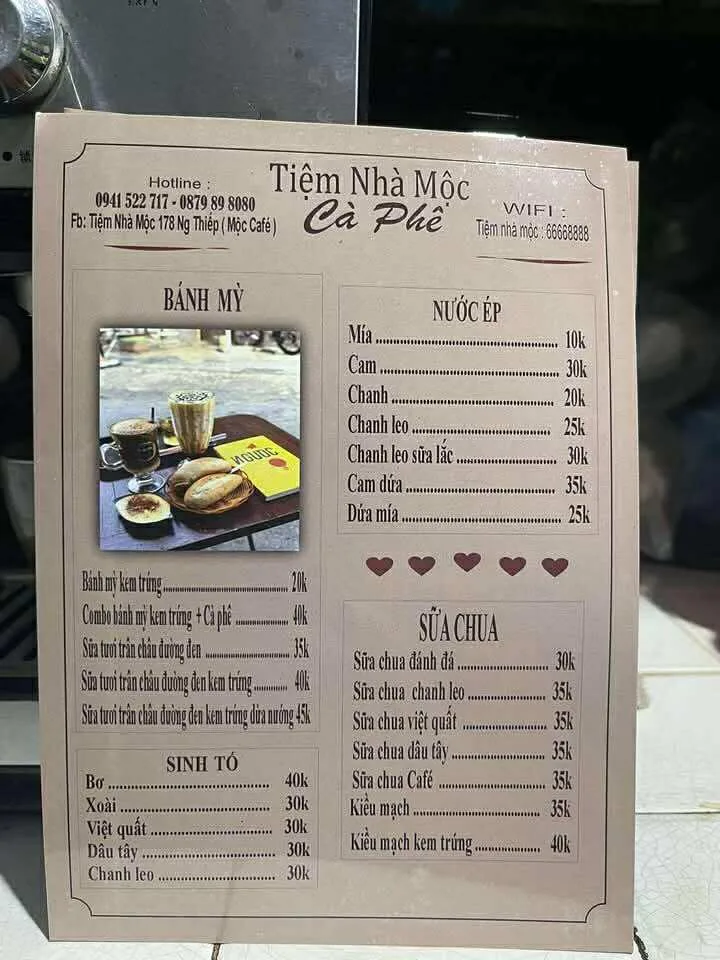 Tiệm Nhà Mộc
Cà Phê
Hotline :
0941 522 717 - 0879 89 8080
Fb: Tiệm Nhà Mộc 178 Ng Thiếp ( Mộc Café )
WIFI :
Tiệm nhà mộc : 66668888
BÁNH MỲ
NGƯỢC
Bánh mỳ kem trứng 20k
Combo bánh mỳ kem trứng + Cà phê 40k
Sữa tươi trân châu đường đen 35k
Sữa tươi trân châu đường đen kem trứng 40k
Sữa tươi trân châu đường đen kem trứng dừa nướng 45k
SINH TỐ
Bơ 40k
Xoài 30k
Việt quất 30k
Dâu tây 30k
Chanh leo 30k
NƯỚC ÉP
Mía 10k
Cam 30k
Chanh 20k
Chanh leo 25k
Chanh leo sữa lắc 30k
Cam dứa 35k
Dứa mía 25k
SỮA CHUA
Sữa chua đánh đá 30k
Sữa chua chanh leo 35k
Sữa chua việt quất 35k
Sữa chua dâu tây 35k
Sữa chua Café 35k
Kiều mạch 35k
Kiều mạch kem trứng 40k